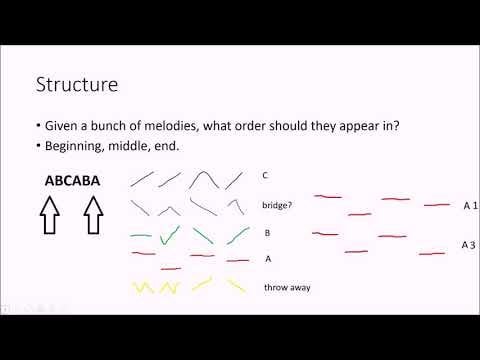 Structure
• Given a bunch of melodies, what order should they appear in?
• Beginning, middle, end.
ABCABA
C
bridge?
B
A
throw away
A 1
A 3